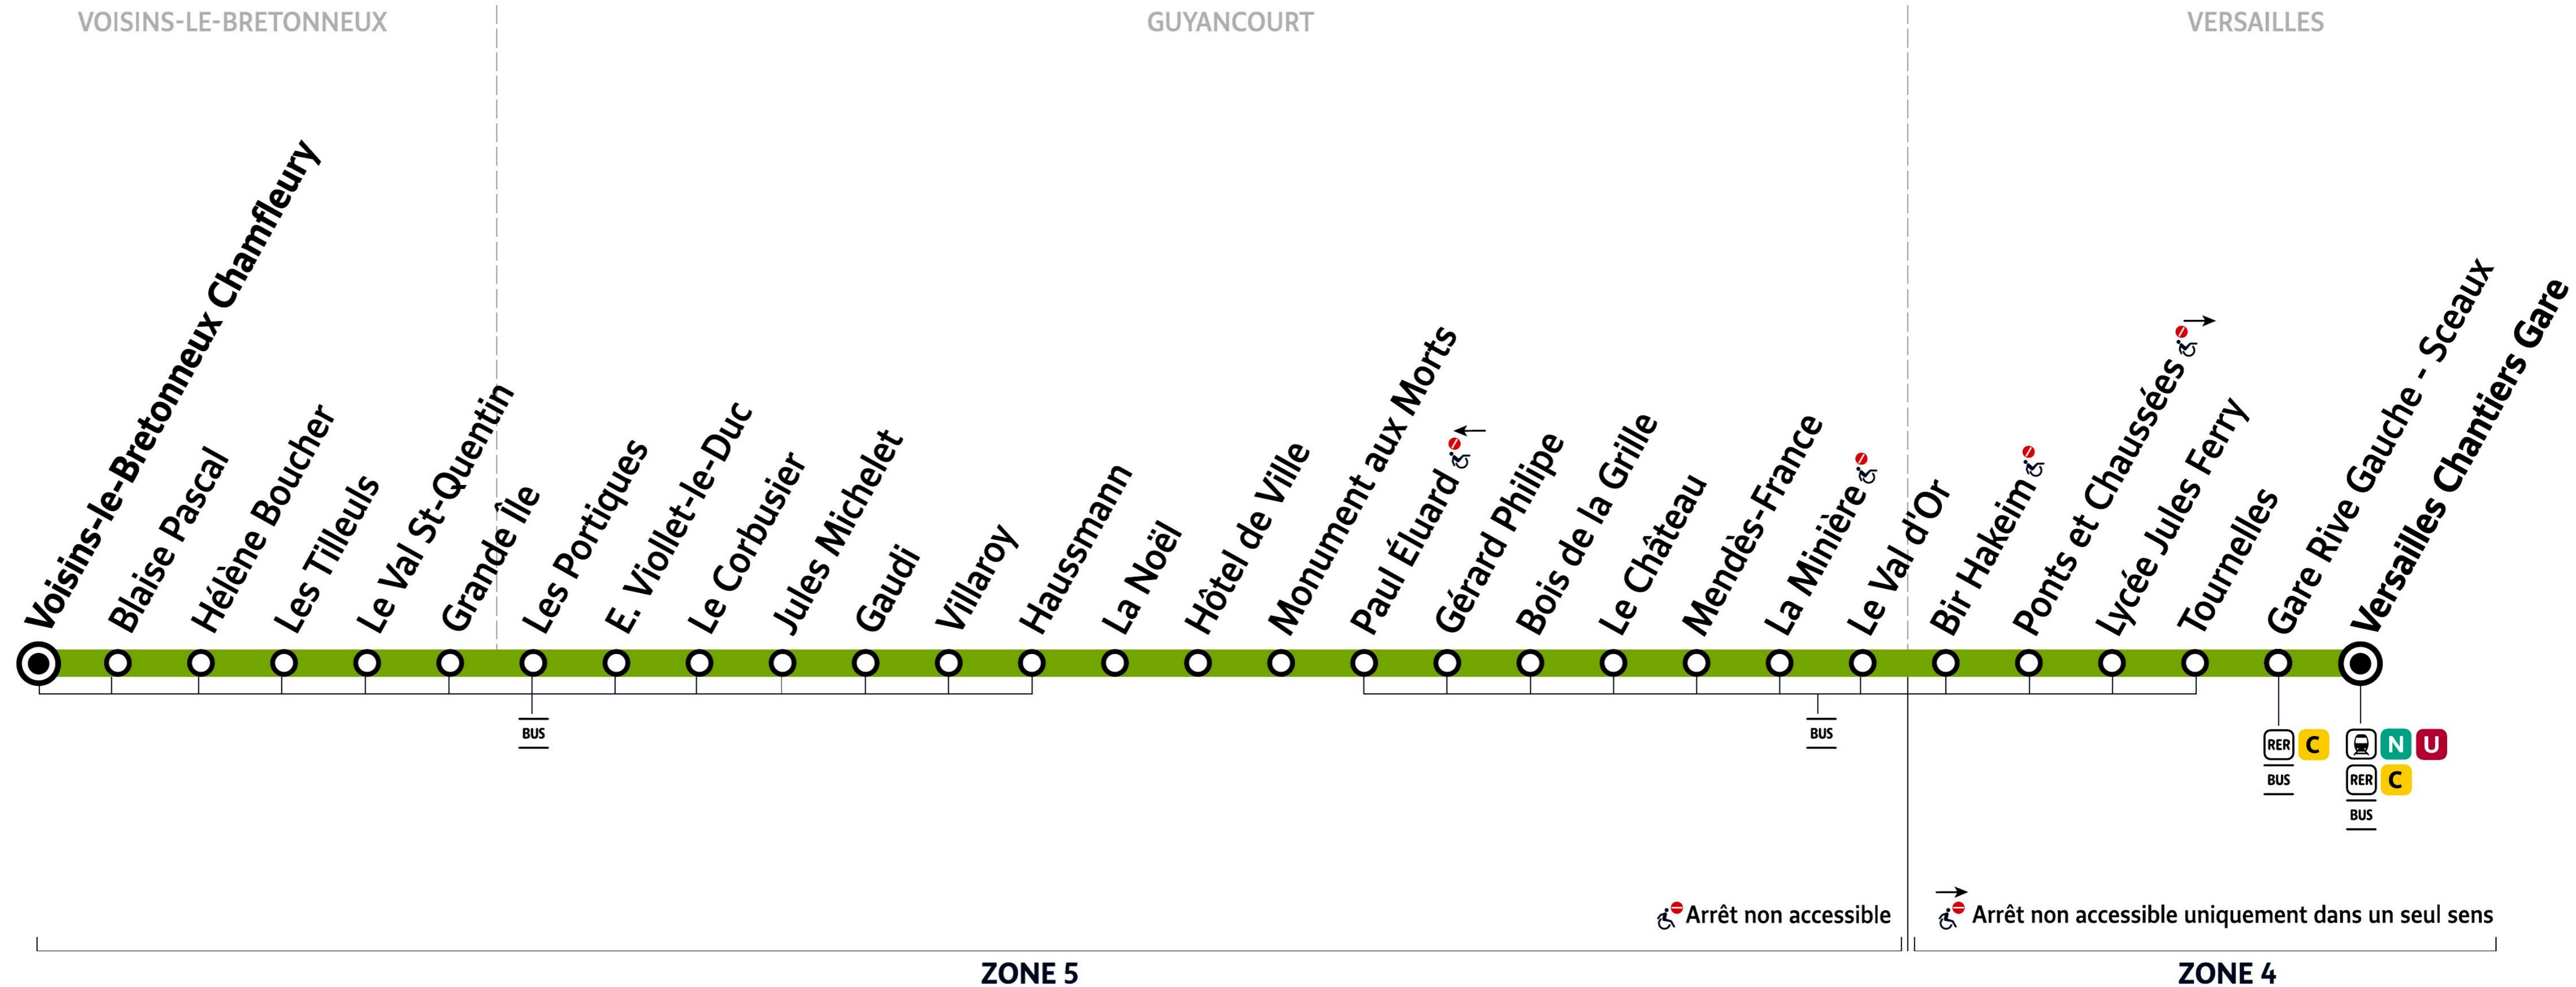 VOISINS-LE-BRETONNEUX
GUYANCOURT
VERSAILLES
Voisins-le-Bretonneux Chamfleury
Blaise Pascal
Hélène Boucher
Les Tilleuls
Le Val St-Quentin
Grande Île
Les Portiques
E. Viollet-le-Duc
Le Corbusier
Jules Michelet
Gaudi
Villaroy
Haussmann
La Noël
Hôtel de Ville
Monument aux Morts
Paul Éluard
Gérard Philipe
Bois de la Grille
Le Château
Mendès-France
La Minière
Le Val d'Or
Bir Hakeim
Ponts et Chaussées
Lycée Jules Ferry
Tournelles
Gare Rive Gauche - Sceaux
Versailles Chantiers Gare
BUS
BUS
RER C
BUS
N U
RER C
BUS
Arrêt non accessible
Arrêt non accessible uniquement dans un seul sens
ZONE 5
ZONE 4